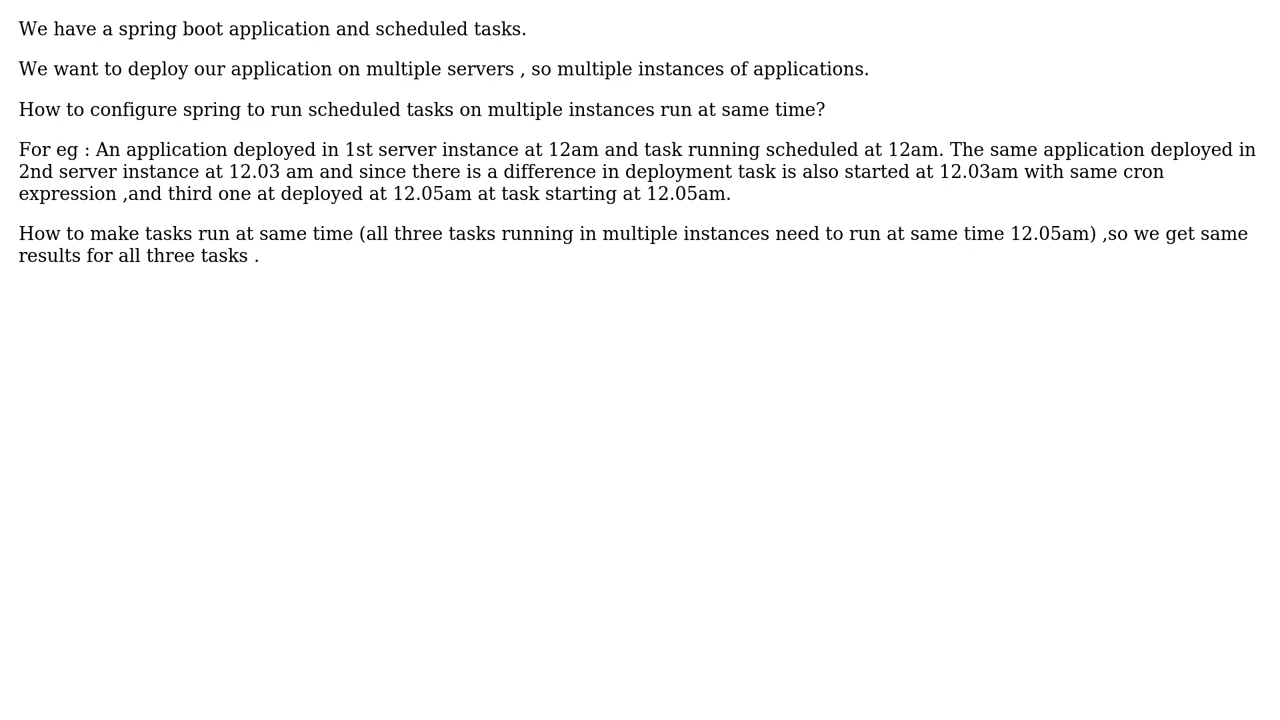 We have a spring boot application and scheduled tasks.
We want to deploy our application on multiple servers , so multiple instances of applications.
How to configure spring to run scheduled tasks on multiple instances run at same time?
For eg : An application deployed in 1st server instance at 12am and task running scheduled at 12am. The same application deployed in
2nd server instance at 12.03 am and since there is a difference in deployment task is also started at 12.03am with same cron
expression ,and third one at deployed at 12.05am at task starting at 12.05am.
How to make tasks run at same time (all three tasks running in multiple instances need to run at same time 12.05am) ,so we get same
results for all three tasks .